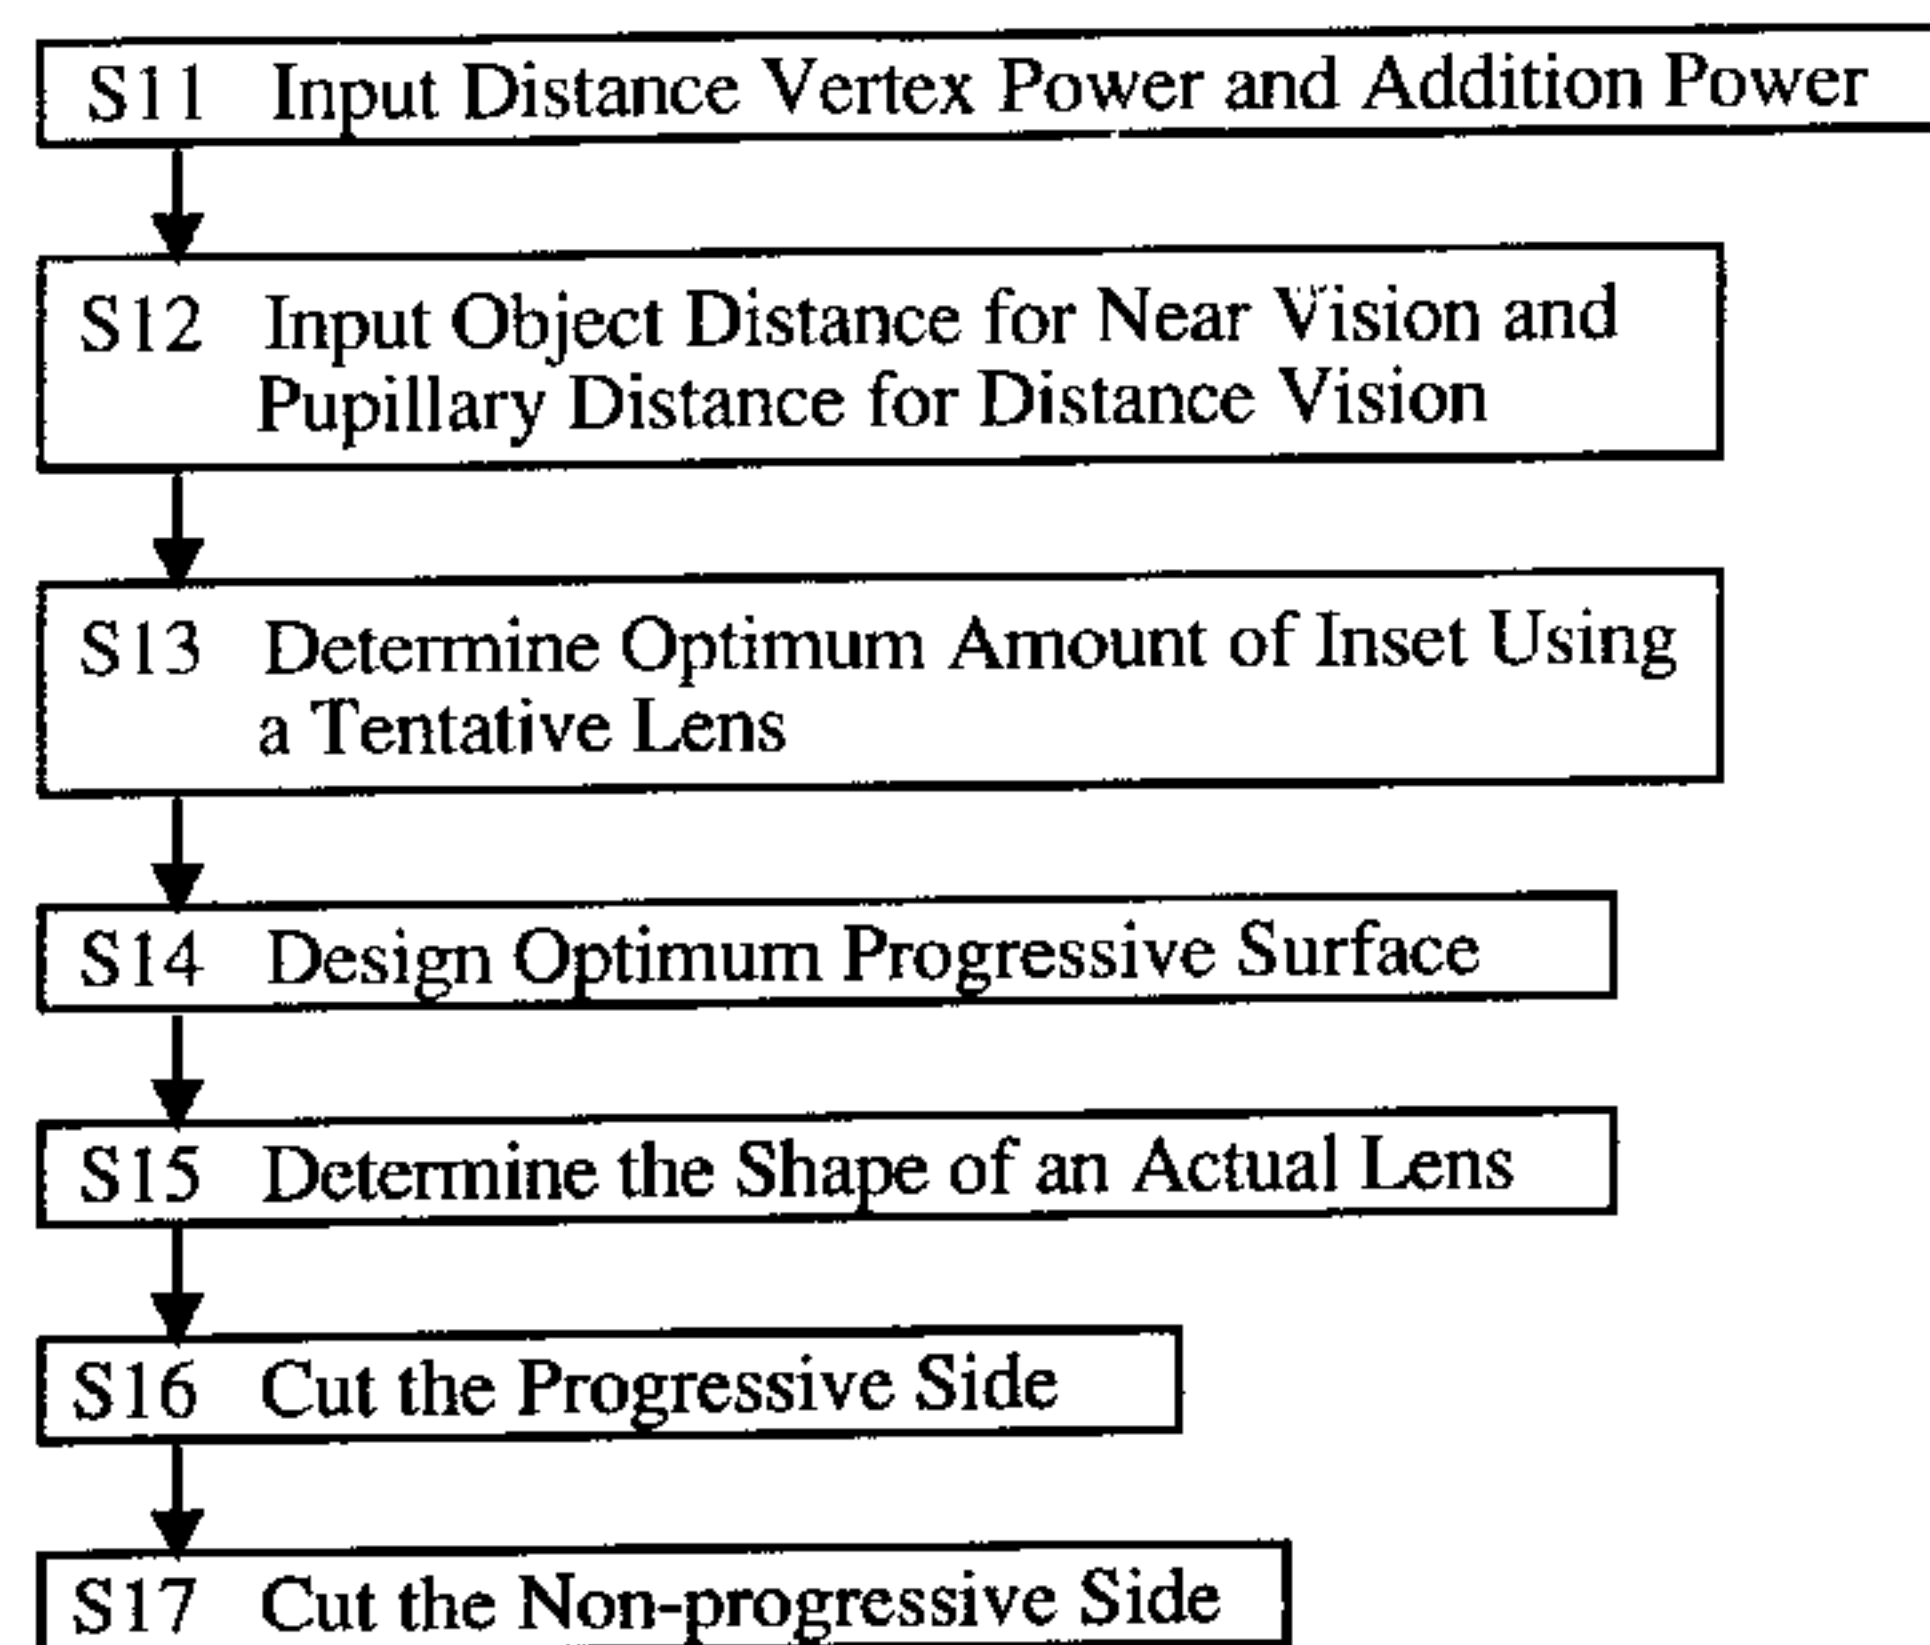 S11 Input Distance Vertex Power and Addition Power
S12 Input Object Distance for Near Vision and
Pupillary Distance for Distance Vision
S13 Determine Optimum Amount of Inset Using
a Tentative Lens
S14 Design Optimum Progressive Surface
S15 Determine the Shape of an Actual Lens
S16 Cut the Progressive Side
S17 Cut the Non-progressive Side